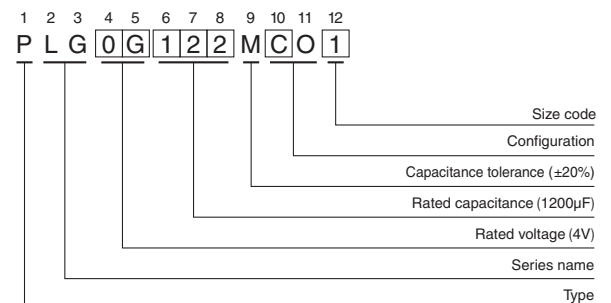 1 2 3 4 5 6 7 8 9 10 11 12
P L G 0 G 1 2 2 M C O 1
Size code
Configuration
Capacitance tolerance (±20%)
Rated capacitance (1200µF)
Rated voltage (4V)
Series name
Type